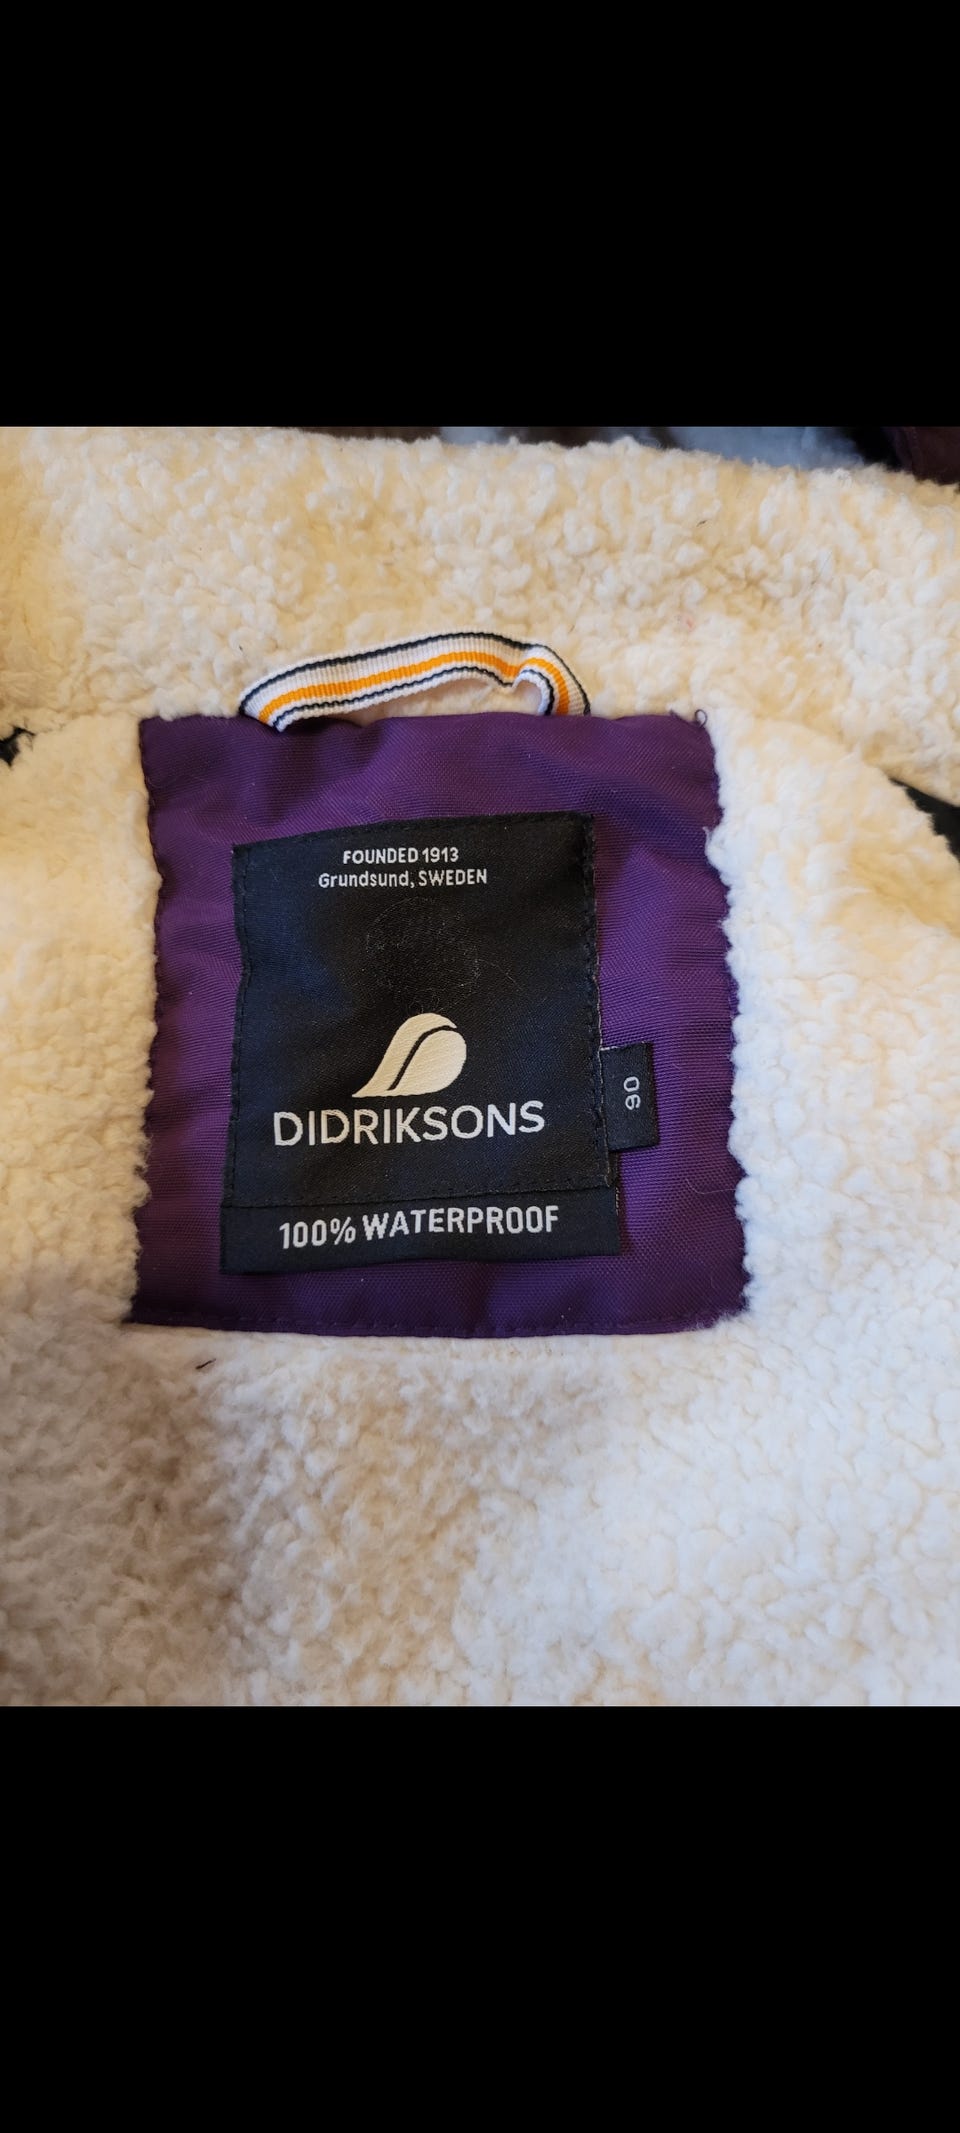 FOUNDED 1913
Grundsund, SWEDEN
DIDRIKSONS
90
100% WATERPROOF